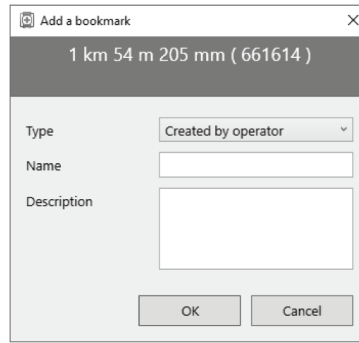 Add a bookmark
1 km 54 m 205 mm ( 661614 )
Type
Created by operator
Name
Description
OK
Cancel